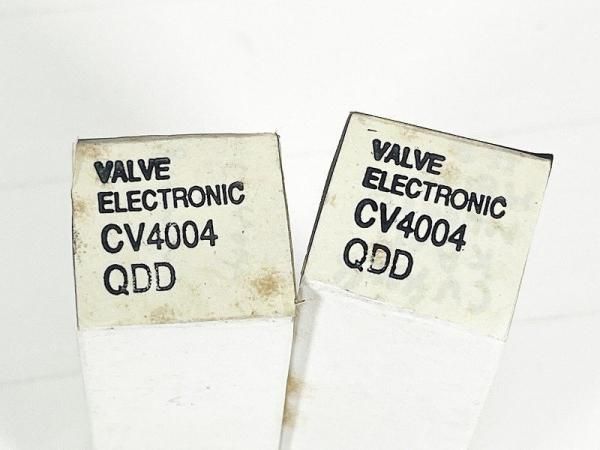 VALVE
ELECTRONIC
CV4004
QDD
VALVE
ELECTRONIC
CV4004
QDD